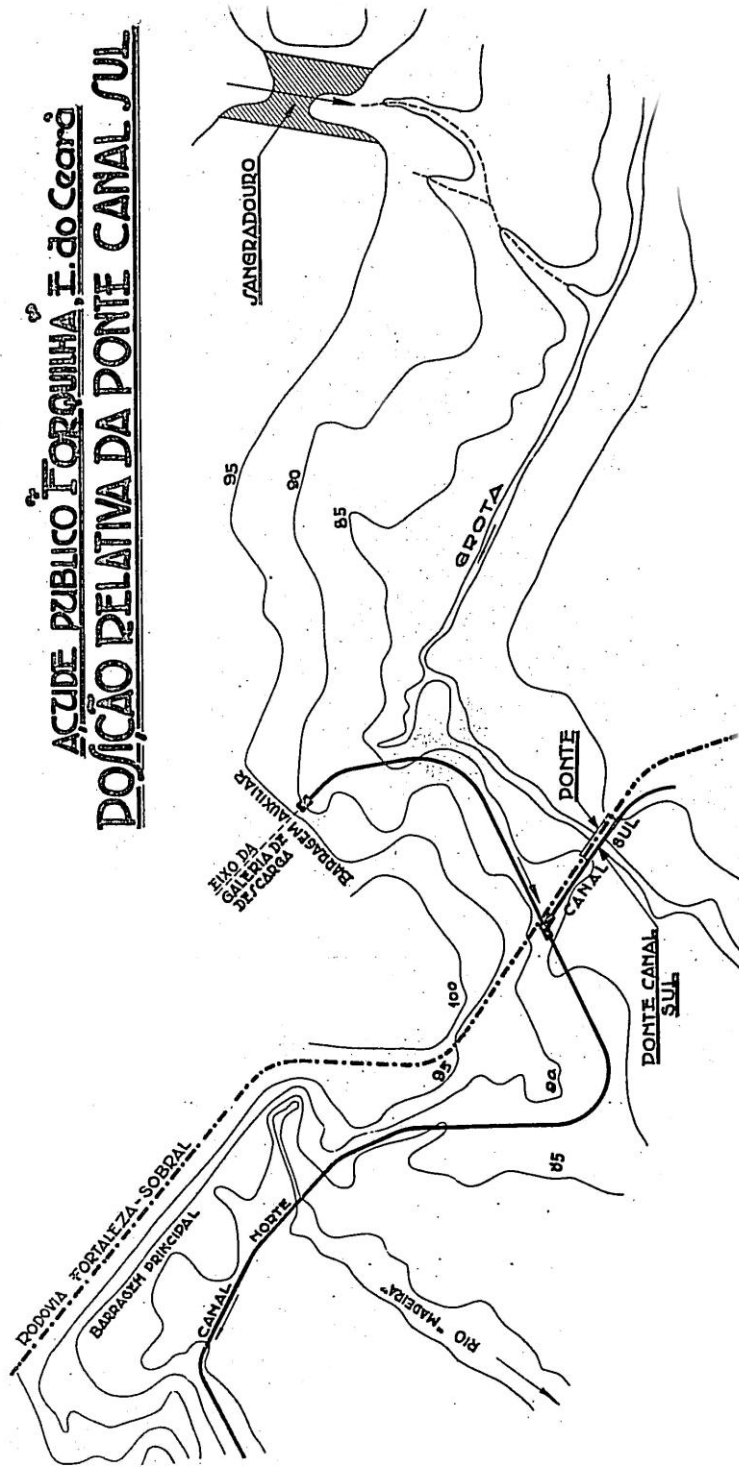 AÇUDE PUBLICO FORQUILHA, E. do Ceará
POSIÇÃO RELATIVA DA PONTE CANAL SUL
SANGRADOURO
95
90
85
GROTA
EIXO DA
GALERIA DE
DESCARGA
BARRAGEM AUXILIAR
PONTE
CANAL SUL
PONTE CANAL
SUL
100
95
90
85
RODOVIA FORTALEZA-SOBRAL
BARRAGEM PRINCIPAL
CANAL NORTE
RIO "MADEIRA"